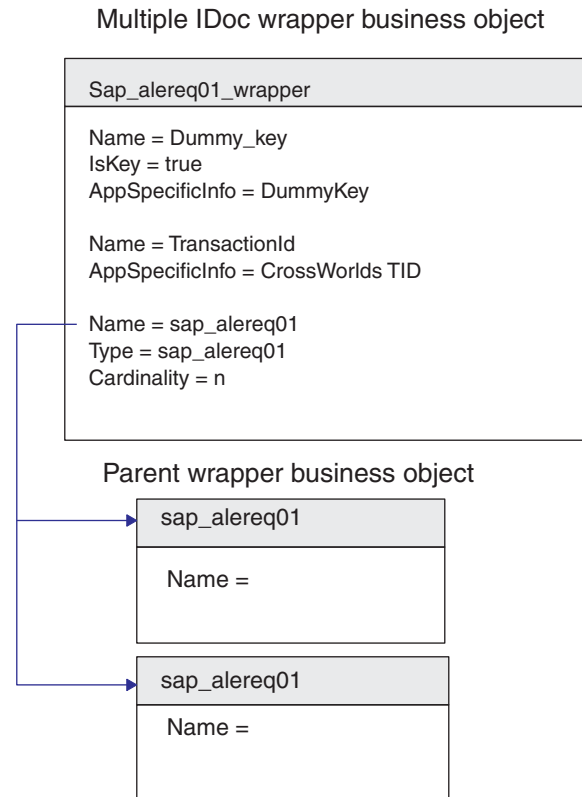 Multiple IDoc wrapper business object
Sap_alereq01_wrapper
Name = Dummy_key
IsKey = true
AppSpecificInfo = DummyKey
Name = TransactionId
AppSpecificInfo = CrossWorlds TID
Name = sap_alereq01
Type = sap_alereq01
Cardinality = n
Parent wrapper business object
sap_alereq01
Name =
sap_alereq01
Name =